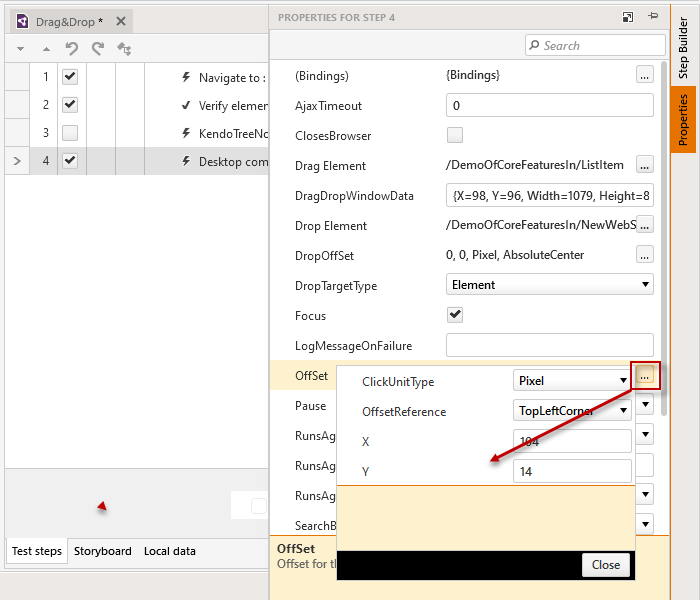 Drag&Drop *
PROPERTIES FOR STEP 4
Search
1 Navigate to :
2 Verify elemen
3 KendoTreeNo
4 Desktop com
(Bindings) {Bindings} ...
AjaxTimeout 0
ClosesBrowser
Drag Element /DemoOfCoreFeaturesIn/ListItem ...
DragDropWindowData {X=98, Y=96, Width=1079, Height=8
Drop Element /DemoOfCoreFeaturesIn/NewWebS ...
DropOffSet 0, 0, Pixel, AbsoluteCenter ...
DropTargetType Element
Focus
LogMessageOnFailure
OffSet ...
Pause
RunsAg
RunsAg
RunsAg
SearchB
ClickUnitType Pixel
OffsetReference TopLeftCorner
X 104
Y 14
Close
OffSet
Offset for th
Test steps Storyboard Local data
Step Builder
Properties